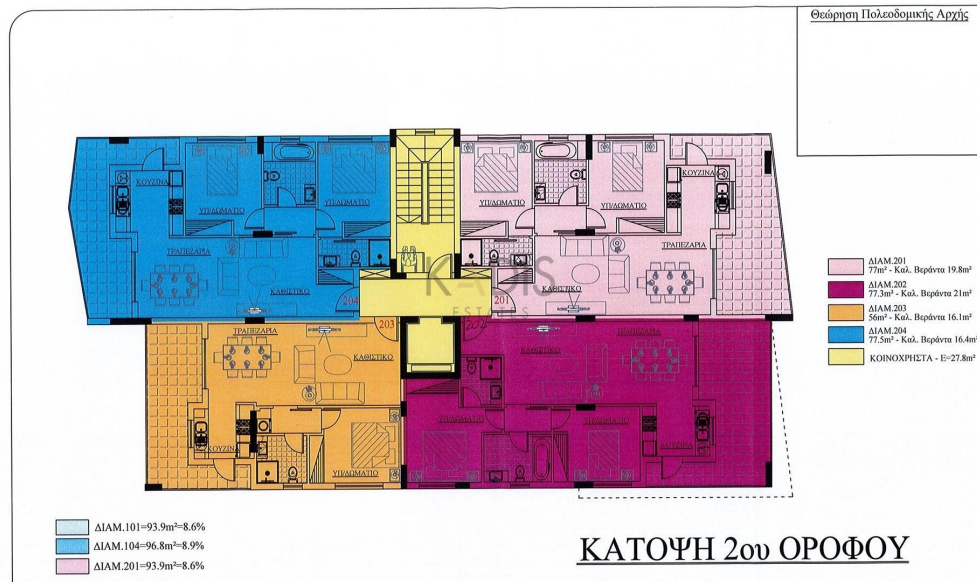 Θεώρηση Πολεοδομικής Αρχής
ΚΟΥΖΙΝΑ
ΥΠ/ΔΩΜΑΤΙΟ
ΥΠ/ΔΩΜΑΤΙΟ
ΥΠ/ΔΩΜΑΤΙΟ
ΥΠ/ΔΩΜΑΤΙΟ
ΚΟΥΖΙΝΑ
ΤΡΑΠΕΖΑΡΙΑ
ΤΡΑΠΕΖΑΡΙΑ
ΚΑΘΙΣΤΙΚΟ
ΚΑΘΙΣΤΙΚΟ
KADIS
ESTATES
204
201
203
202
ΤΡΑΠΕΖΑΡΙΑ
ΚΑΘΙΣΤΙΚΟ
ΚΑΘΙΣΤΙΚΟ
ΤΡΑΠΕΖΑΡΙΑ
ΚΟΥΖΙΝΑ
ΥΠ/ΔΩΜΑΤΙΟ
ΥΠ/ΔΩΜΑΤΙΟ
ΥΠ/ΔΩΜΑΤΙΟ
ΚΟΥΖΙΝΑ
ΔΙΑΜ.201
77m² - Καλ. Βεράντα 19.8m²
ΔΙΑΜ.202
77.3m² - Καλ. Βεράντα 21m²
ΔΙΑΜ.203
56m² - Καλ. Βεράντα 16.1m²
ΔΙΑΜ.204
77.5m² - Καλ. Βεράντα 16.4m²
ΚΟΙΝΟΧΡΗΣΤΑ - Ε=27.8m²
ΔΙΑΜ.101=93.9m²=8.6%
ΔΙΑΜ.104=96.8m²=8.9%
ΔΙΑΜ.201=93.9m²=8.6%
ΚΑΤΟΨΗ 2ου ΟΡΟΦΟΥ